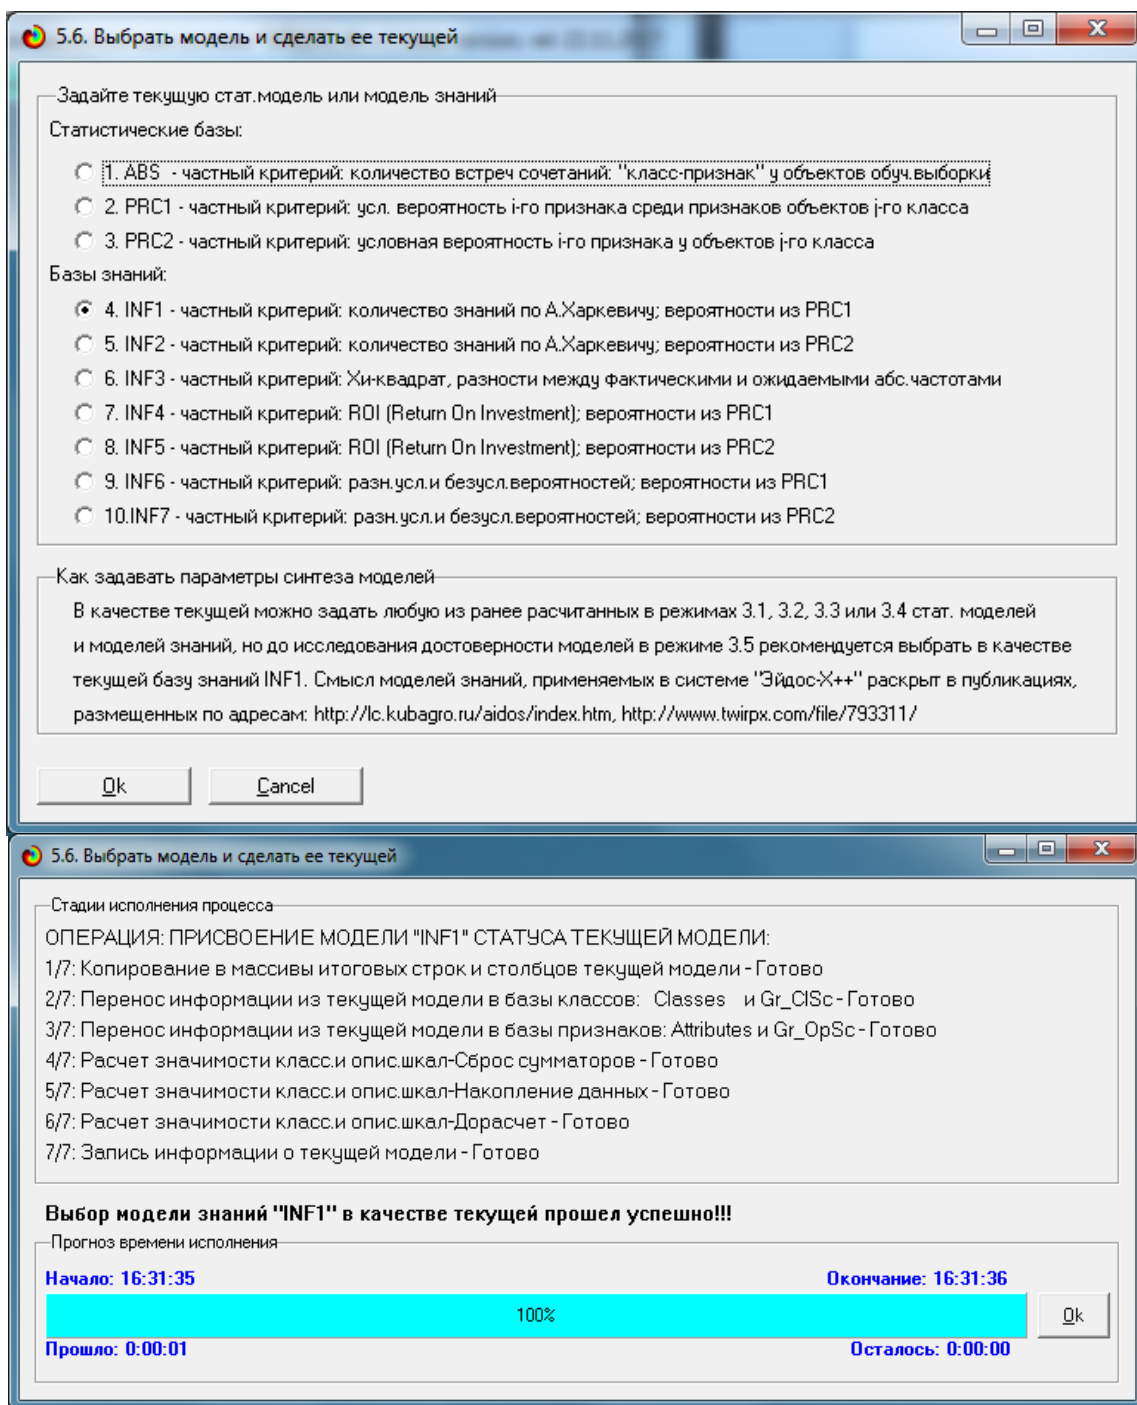 5.6. Выбрать модель и сделать ее текущей
Задайте текущую стат.модель или модель знаний
Статистические базы:
1. ABS - частный критерий: количество встреч сочетаний: "класс-признак" у объектов обуч.выборки
2. PRC1 - частный критерий: усл. вероятность i-го признака среди признаков объектов j-го класса
3. PRC2 - частный критерий: условная вероятность i-го признака у объектов j-го класса
Базы знаний:
4. INF1 - частный критерий: количество знаний по А.Харкевичу; вероятности из PRC1
5. INF2 - частный критерий: количество знаний по А.Харкевичу; вероятности из PRC2
6. INF3 - частный критерий: Хи-квадрат, разности между фактическими и ожидаемыми абс.частотами
7. INF4 - частный критерий: ROI (Return On Investment); вероятности из PRC1
8. INF5 - частный критерий: ROI (Return On Investment); вероятности из PRC2
9. INF6 - частный критерий: разн.усл.и безусл.вероятностей; вероятности из PRC1
10.INF7 - частный критерий: разн.усл.и безусл.вероятностей; вероятности из PRC2
Как задавать параметры синтеза моделей
В качестве текущей можно задать любую из ранее расчитанных в режимах 3.1, 3.2, 3.3 или 3.4 стат. моделей
и моделей знаний, но до исследования достоверности моделей в режиме 3.5 рекомендуется выбрать в качестве
текущей базу знаний INF1. Смысл моделей знаний, применяемых в системе "Эйдос-X++" раскрыт в публикациях,
размещенных по адресам: http://lc.kubagro.ru/aidos/index.htm, http://www.twirpx.com/file/793311/
Ok Cancel
5.6. Выбрать модель и сделать ее текущей
Стадии исполнения процесса
ОПЕРАЦИЯ: ПРИСВОЕНИЕ МОДЕЛИ "INF1" СТАТУСА ТЕКУЩЕЙ МОДЕЛИ:
1/7: Копирование в массивы итоговых строк и столбцов текущей модели - Готово
2/7: Перенос информации из текущей модели в базы классов: Classes и Gr_ClSc - Готово
3/7: Перенос информации из текущей модели в базы признаков: Attributes и Gr_OpSc - Готово
4/7: Расчет значимости класс.и опис.шкал-Сброс сумматоров - Готово
5/7: Расчет значимости класс.и опис.шкал-Накопление данных - Готово
6/7: Расчет значимости класс.и опис.шкал-Дорасчет - Готово
7/7: Запись информации о текущей модели - Готово
Выбор модели знаний "INF1" в качестве текущей прошел успешно!!!
Прогноз времени исполнения
Начало: 16:31:35 Окончание: 16:31:36
100% Ok
Прошло: 0:00:01 Осталось: 0:00:00